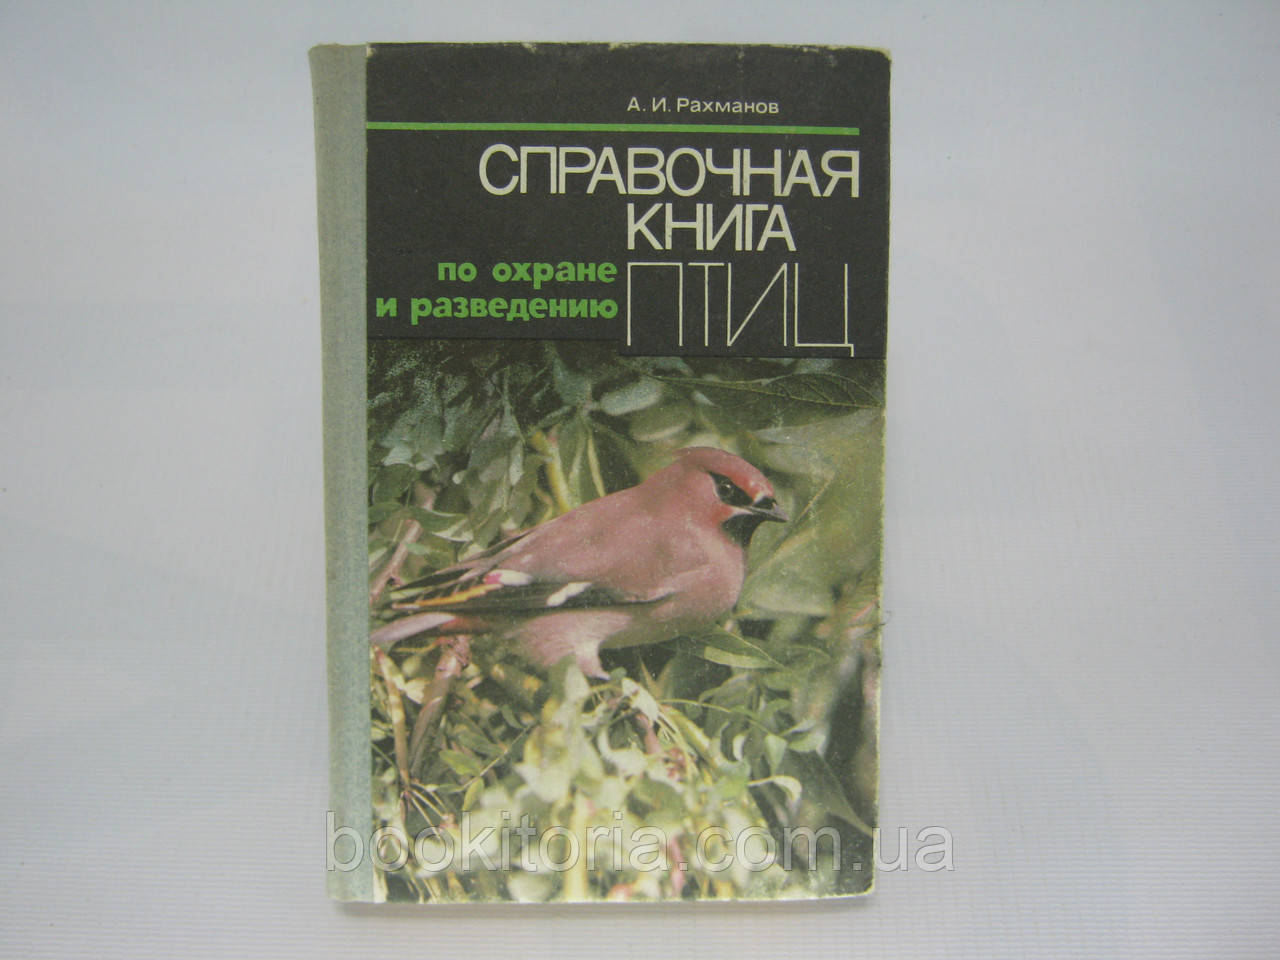 А. И. Рахманов
СПРАВОЧНАЯ
КНИГА
по охране
и разведению
ПТИЦ
bookitoria.com.ua